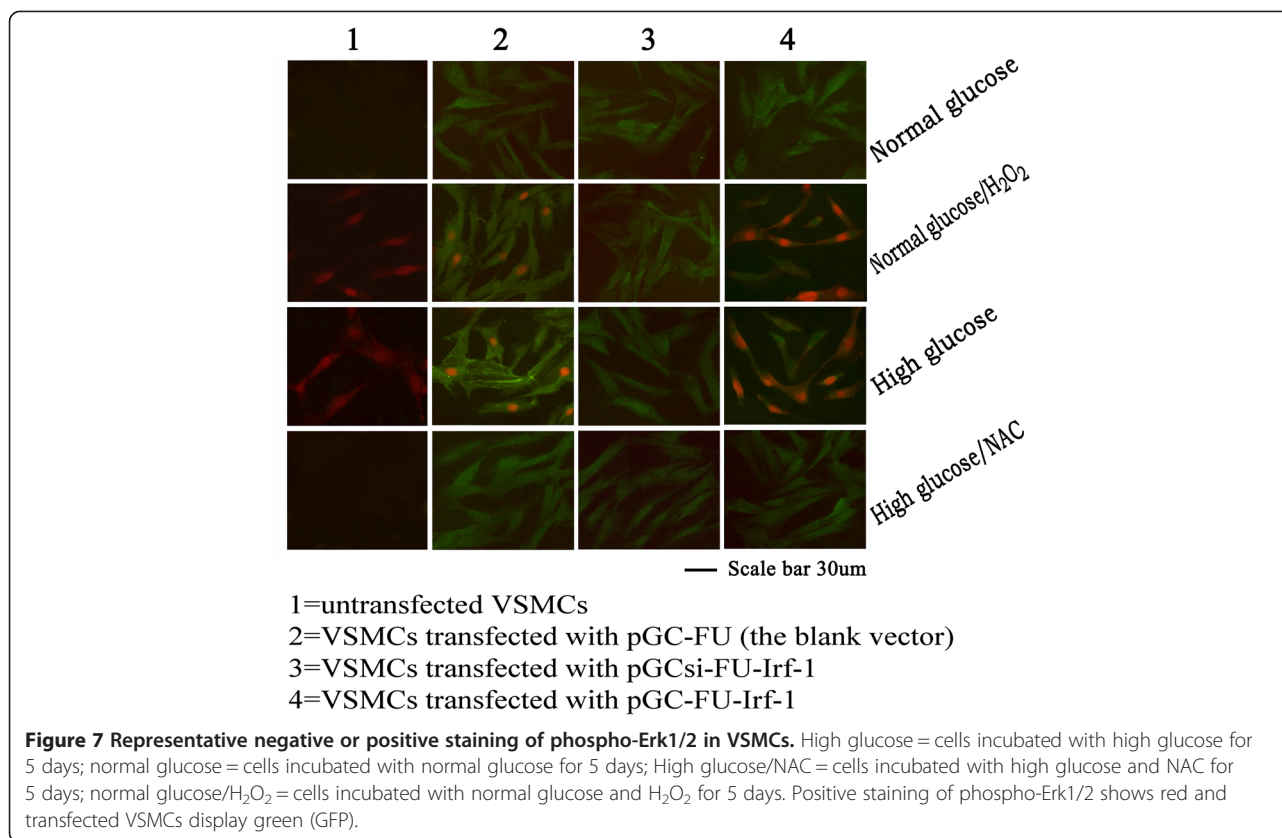 1 2 3 4
Normal glucose
Normal glucose/H₂O₂
High glucose
High glucose/NAC
Scale bar 30um
1=untransfected VSMCs
2=VSMCs transfected with pGC-FU (the blank vector)
3=VSMCs transfected with pGCsi-FU-Irf-1
4=VSMCs transfected with pGC-FU-Irf-1
Figure 7 Representative negative or positive staining of phospho-Erk1/2 in VSMCs. High glucose = cells incubated with high glucose for
5 days; normal glucose = cells incubated with normal glucose for 5 days; High glucose/NAC = cells incubated with high glucose and NAC for
5 days; normal glucose/H₂O₂ = cells incubated with normal glucose and H₂O₂ for 5 days. Positive staining of phospho-Erk1/2 shows red and
transfected VSMCs display green (GFP).